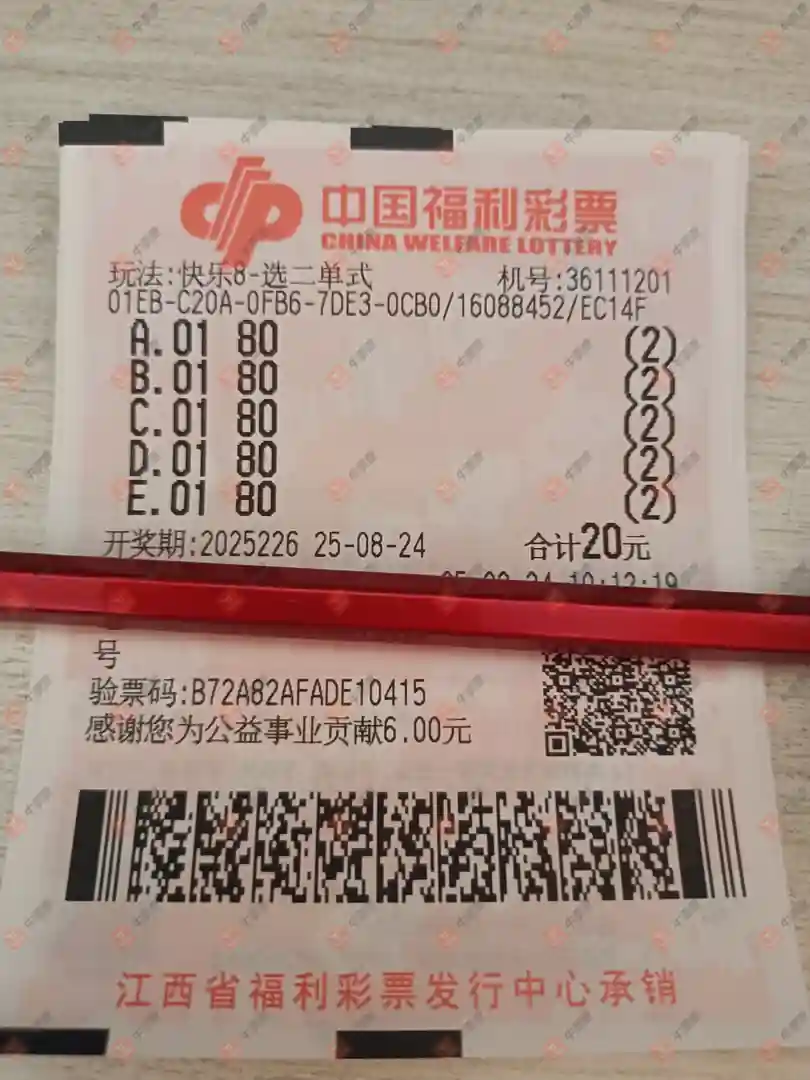 中国福利彩票
CHINA WELFARE LOTTERY
玩法:快乐8-选二单式 机号:36111201
01EB-C20A-0FB6-7DE3-0CB0/16088452/EC14F
A.01 80 (2)
B.01 80 (2)
C.01 80 (2)
D.01 80 (2)
E.01 80 (2)
开奖期:2025226 25-08-24 合计20元
号
验票码:B72A82AFADE10415
感谢您为公益事业贡献6.00元
江西省福利彩票发行中心承销